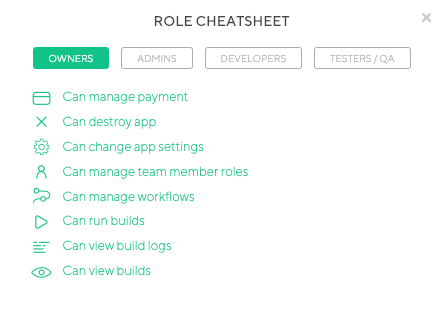 ROLE CHEATSHEET
OWNERS
ADMINS
DEVELOPERS
TESTERS / QA
Can manage payment
Can destroy app
Can change app settings
Can manage team member roles
Can manage workflows
Can run builds
Can view build logs
Can view builds